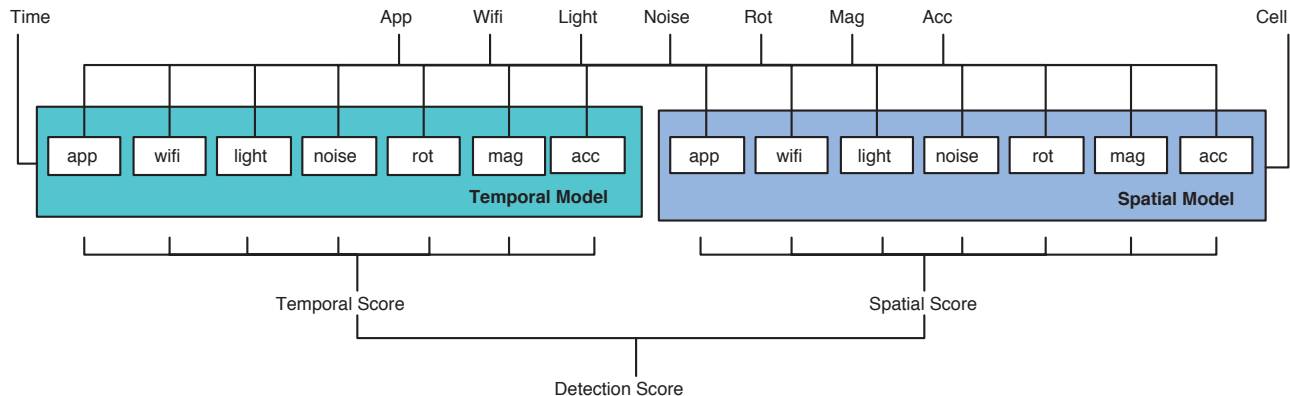 Time App Wifi Light Noise Rot Mag Acc Cell
app wifi light noise rot mag acc app wifi light noise rot mag acc
Temporal Model Spatial Model
Temporal Score Spatial Score
Detection Score